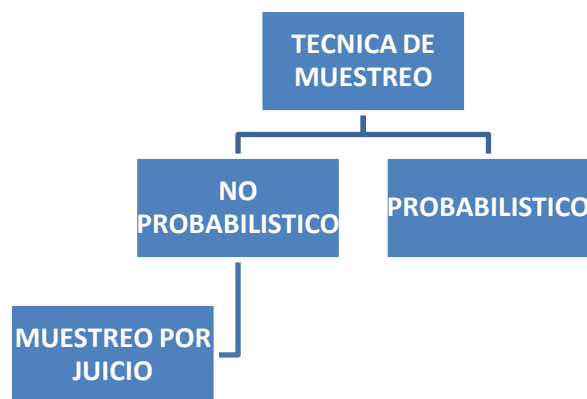 TECNICA DE
MUESTREO
NO
PROBABILISTICO
PROBABILISTICO
MUESTREO POR
JUICIO